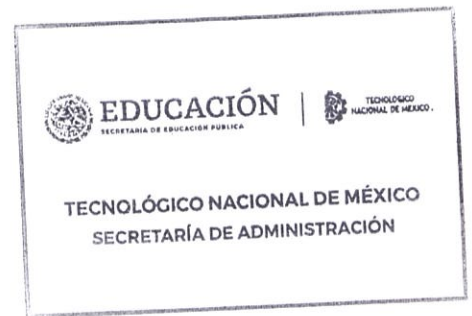 EDUCACIÓN
SECRETARÍA DE EDUCACIÓN PÚBLICA
TECNOLÓGICO
NACIONAL DE MÉXICO.
TECNOLÓGICO NACIONAL DE MÉXICO
SECRETARÍA DE ADMINISTRACIÓN